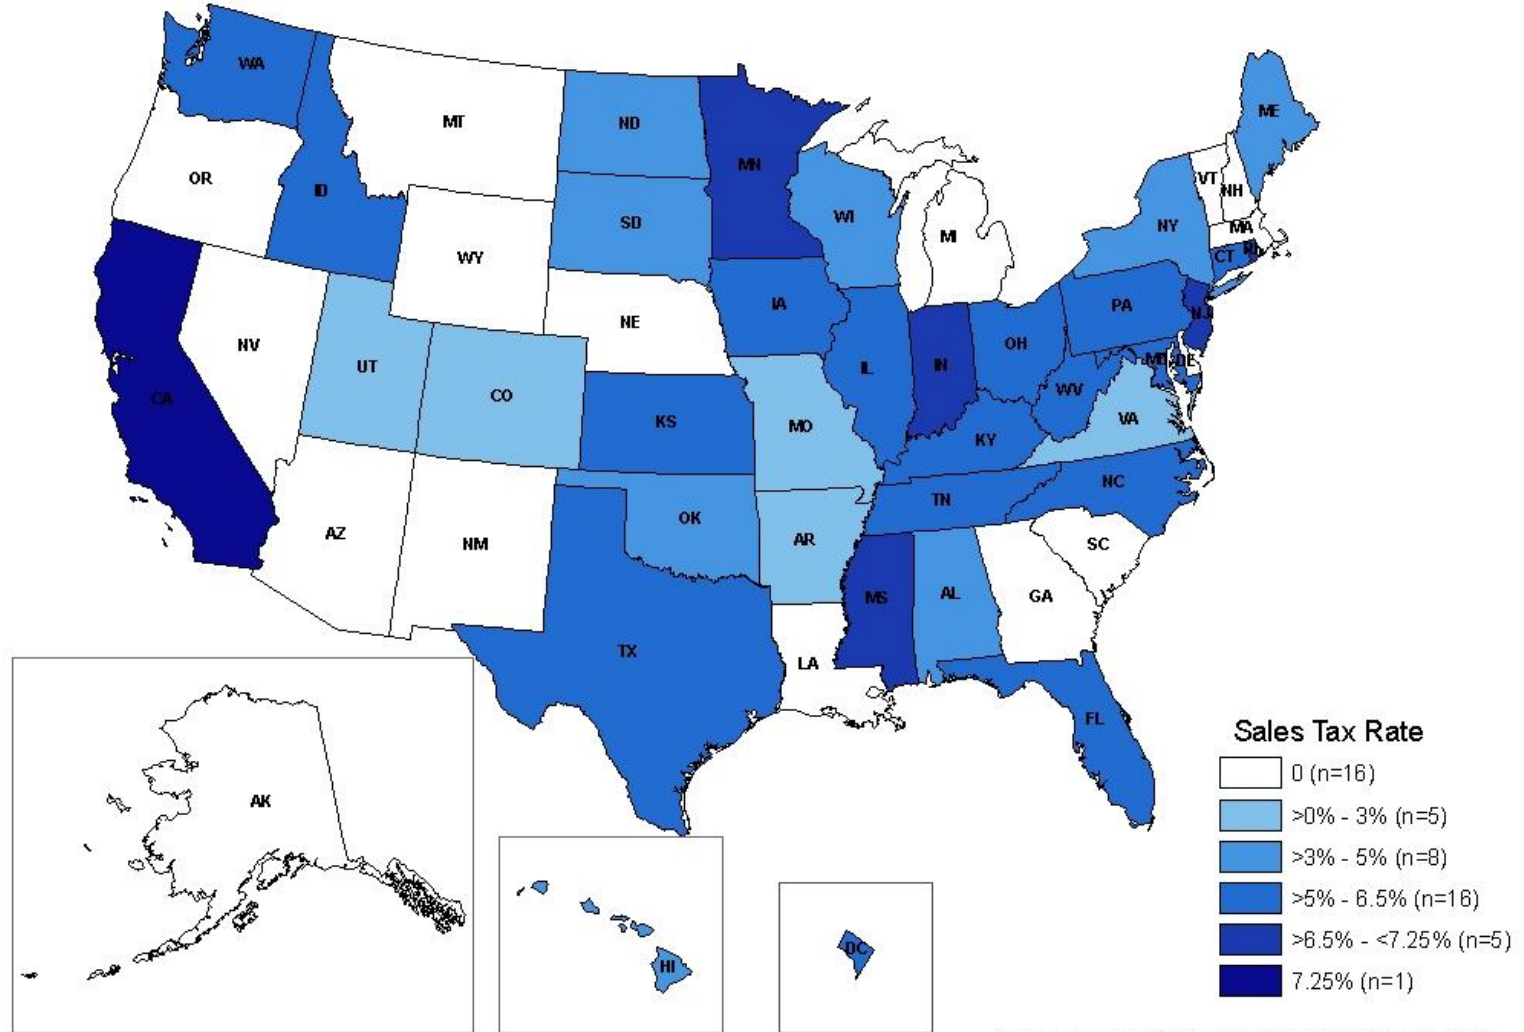 WA
MT
ND
MN
ME
OR
ID
SD
WI
VT
NH
NY
MA
WY
MI
CT
RI
IA
PA
NE
NJ
NV
OH
UT
IL
IN
MD
DE
CO
WV
CA
KS
MO
VA
KY
NC
TN
OK
AR
AZ
NM
SC
MS
AL
GA
TX
LA
FL
AK
HI
DC
Sales Tax Rate
0 (n=16)
>0% - 3% (n=5)
>3% - 5% (n=8)
>5% - 6.5% (n=16)
>6.5% - <7.25% (n=5)
7.25% (n=1)